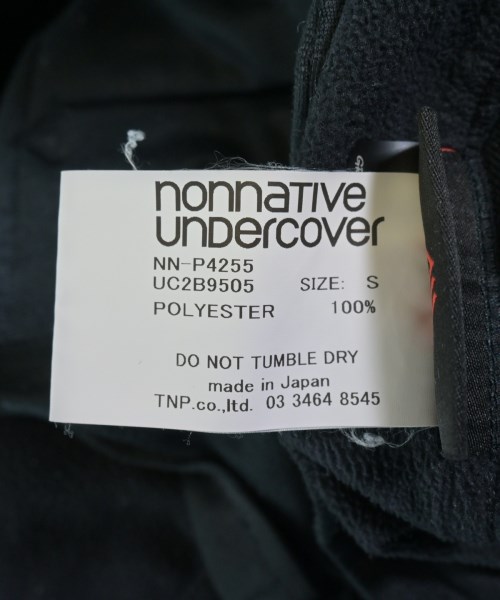 nonnative
undercover
NN-P4255
UC2B9505 SIZE: S
POLYESTER 100%
DO NOT TUMBLE DRY
made in Japan
TNP.co.,ltd. 03 3464 8545